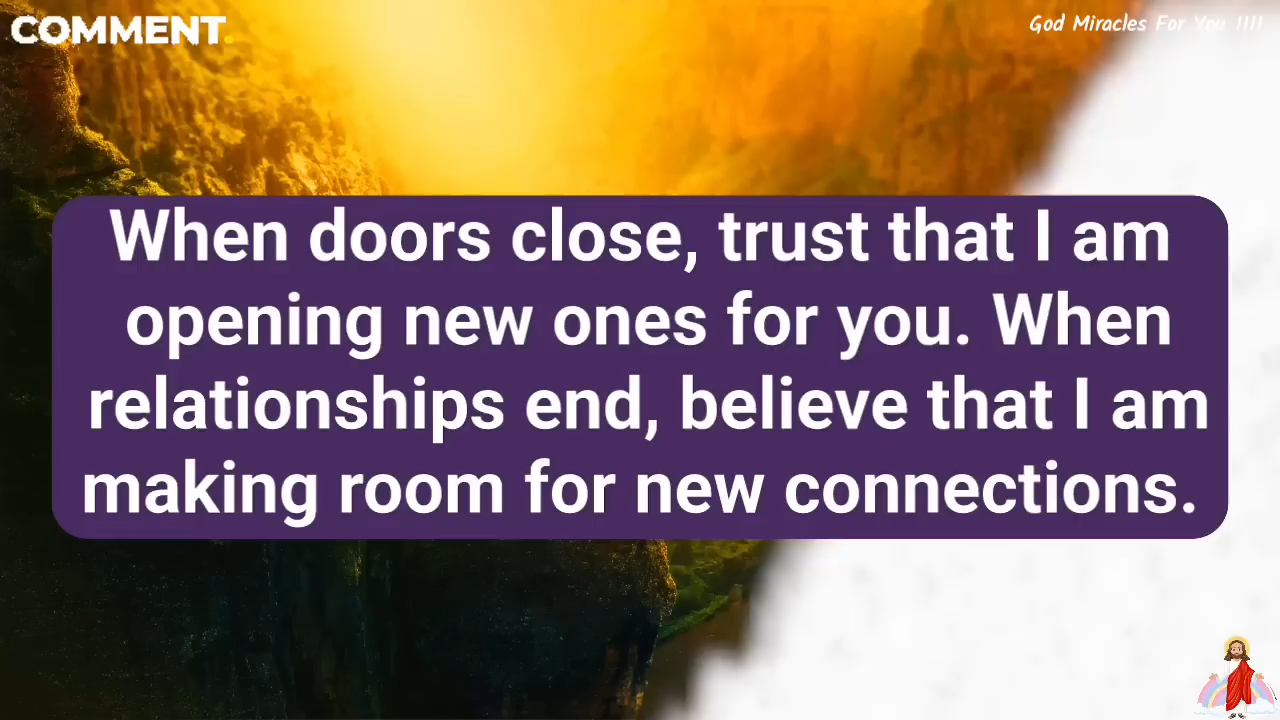 COMMENT.
God Miracles For You !!!!
When doors close, trust that I am
opening new ones for you. When
relationships end, believe that I am
making room for new connections.